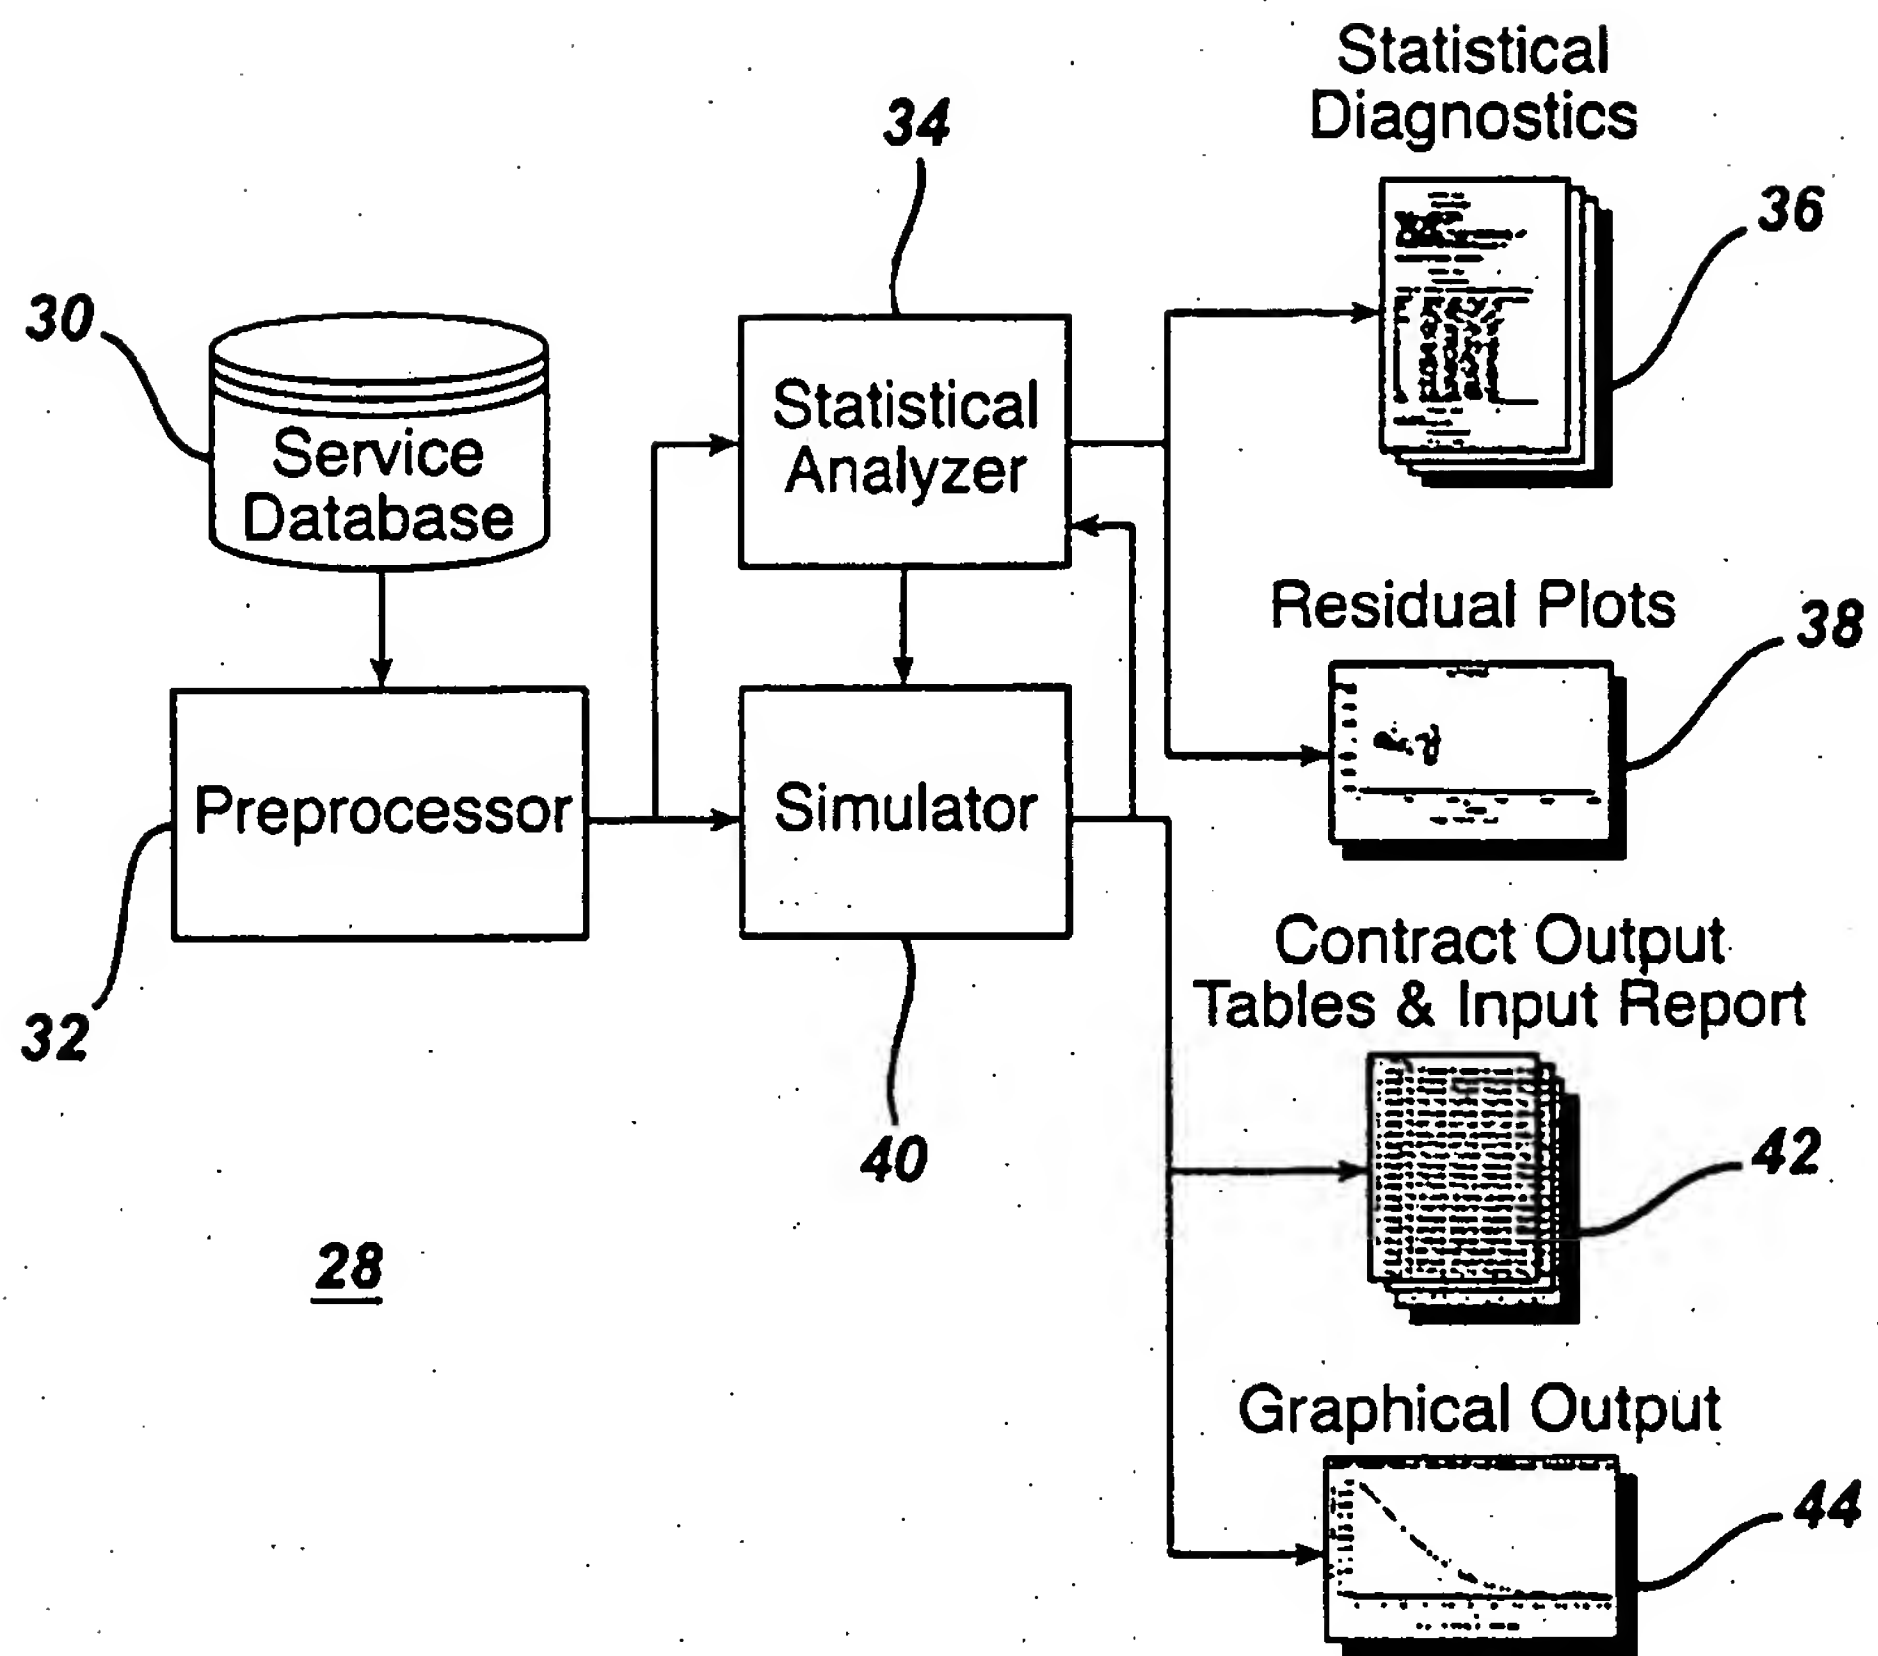 Statistical
Diagnostics
34
36
30
Service
Database
Statistical
Analyzer
Residual Plots
38
Preprocessor
Simulator
Contract Output
Tables & Input Report
32
40
42
28
Graphical Output
44